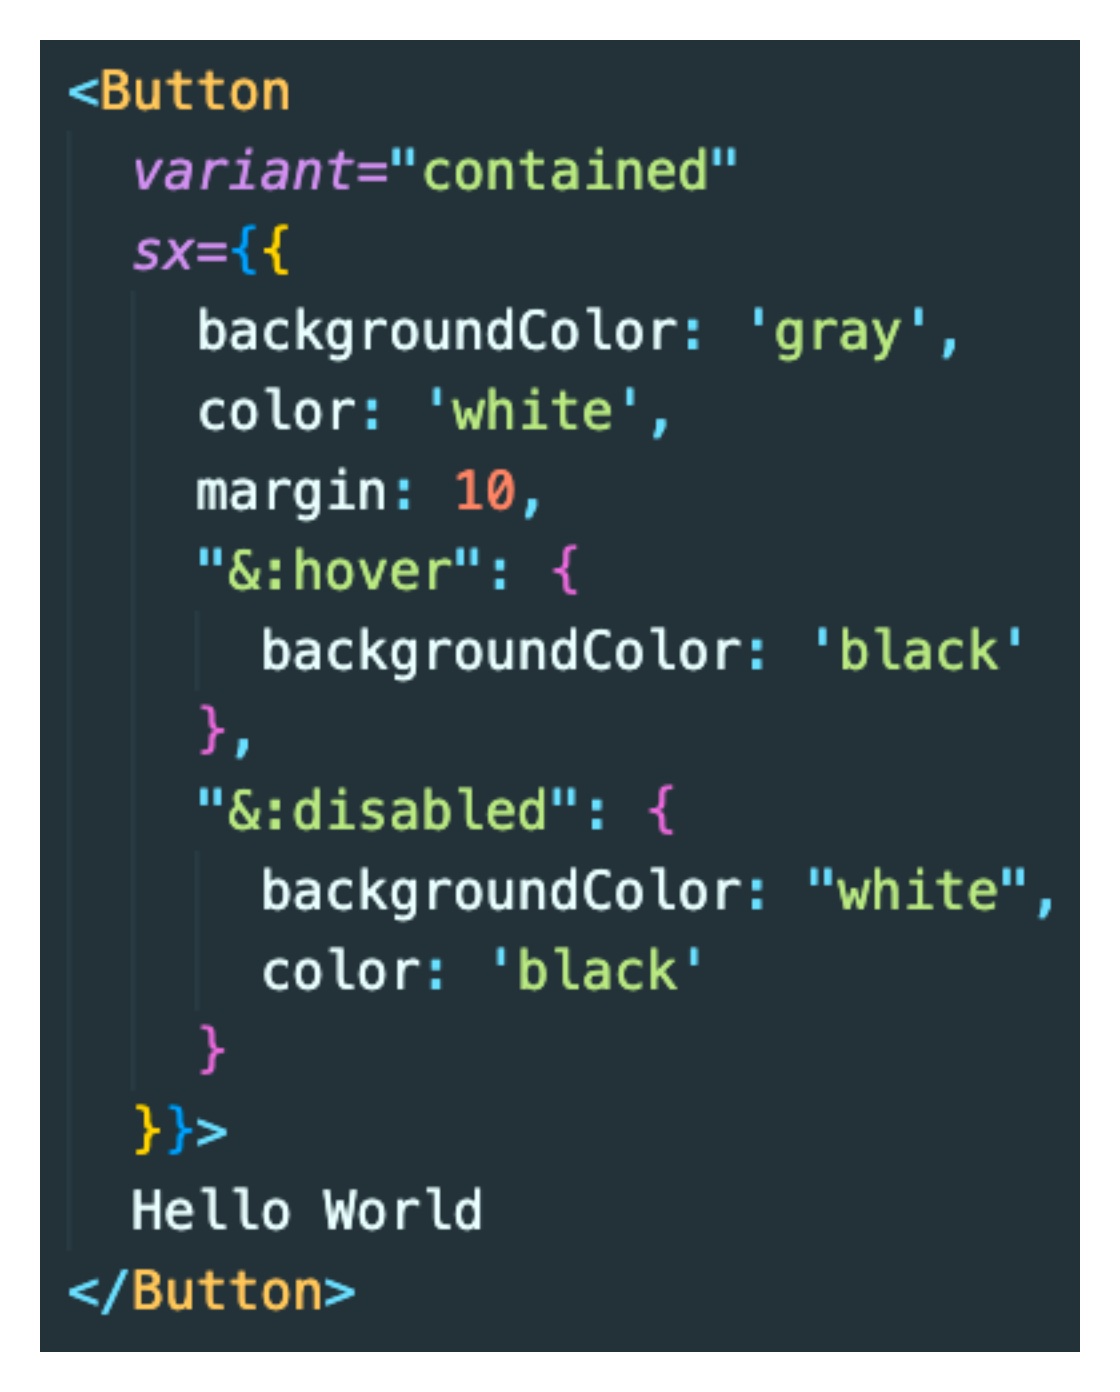 <Button
  variant="contained"
  sx={{
    backgroundColor: 'gray',
    color: 'white',
    margin: 10,
    "&:hover": {
      backgroundColor: 'black'
    },
    "&:disabled": {
      backgroundColor: "white",
      color: 'black'
    }
  }}>
  Hello World
</Button>